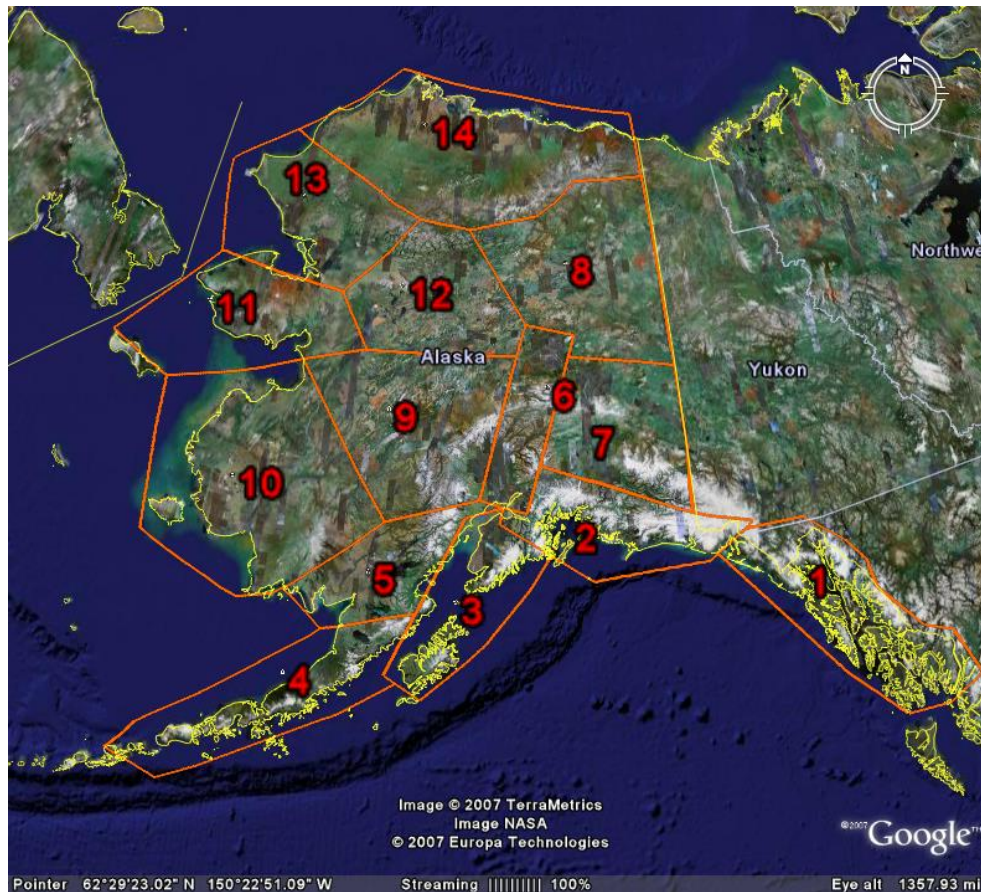 N
14
13
Northwe
8
12
11
Alaska
Yukon
6
9
7
10
2
5
1
3
4
Image © 2007 TerraMetrics
Image NASA
© 2007 Europa Technologies
©2007 Google™
Pointer 62°29'23.02" N 150°22'51.09" W Streaming |||||||||| 100% Eye alt 1357.93 mi